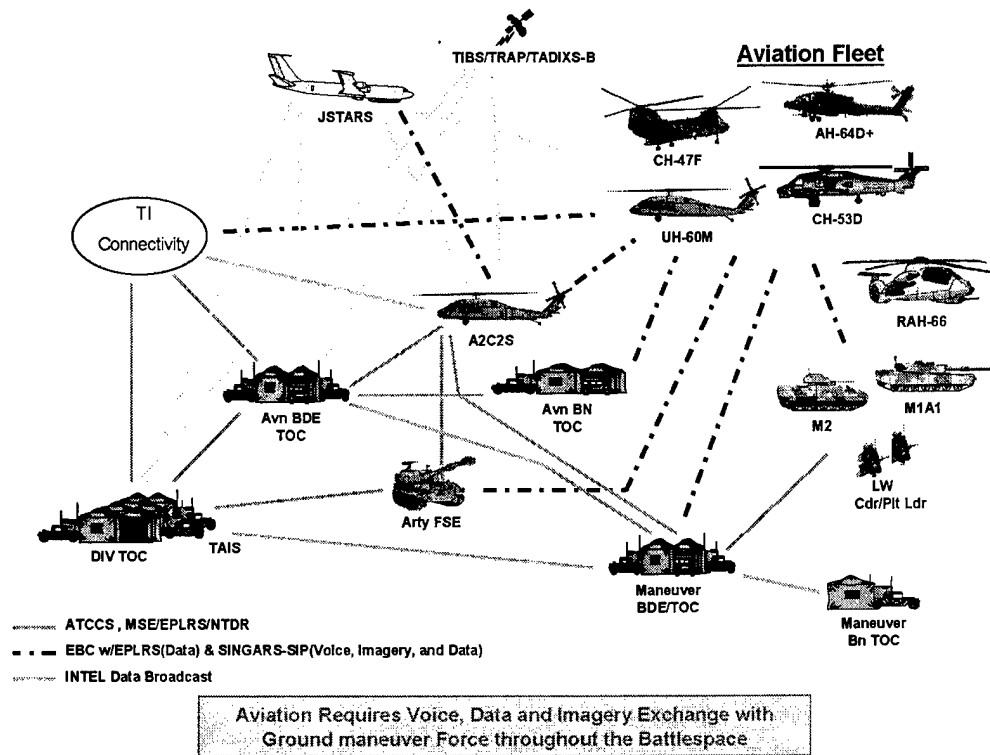 TIBS/TRAP/TADIXS-B
Aviation Fleet
JSTARS
CH-47F
AH-64D+
TI
Connectivity
UH-60M
CH-53D
RAH-66
A2C2S
Avn BDE
TOC
Avn BN
TOC
M2
M1A1
LW
Cdr/Plt Ldr
Arty FSE
DIV TOC
TAIS
Maneuver
BDE/TOC
Maneuver
Bn TOC
ATCCS , MSE/EPLRS/NTDR
EBC w/EPLRS(Data) & SINGARS-SIP(Voice, Imagery, and Data)
INTEL Data Broadcast
Aviation Requires Voice, Data and Imagery Exchange with
Ground maneuver Force throughout the Battlespace